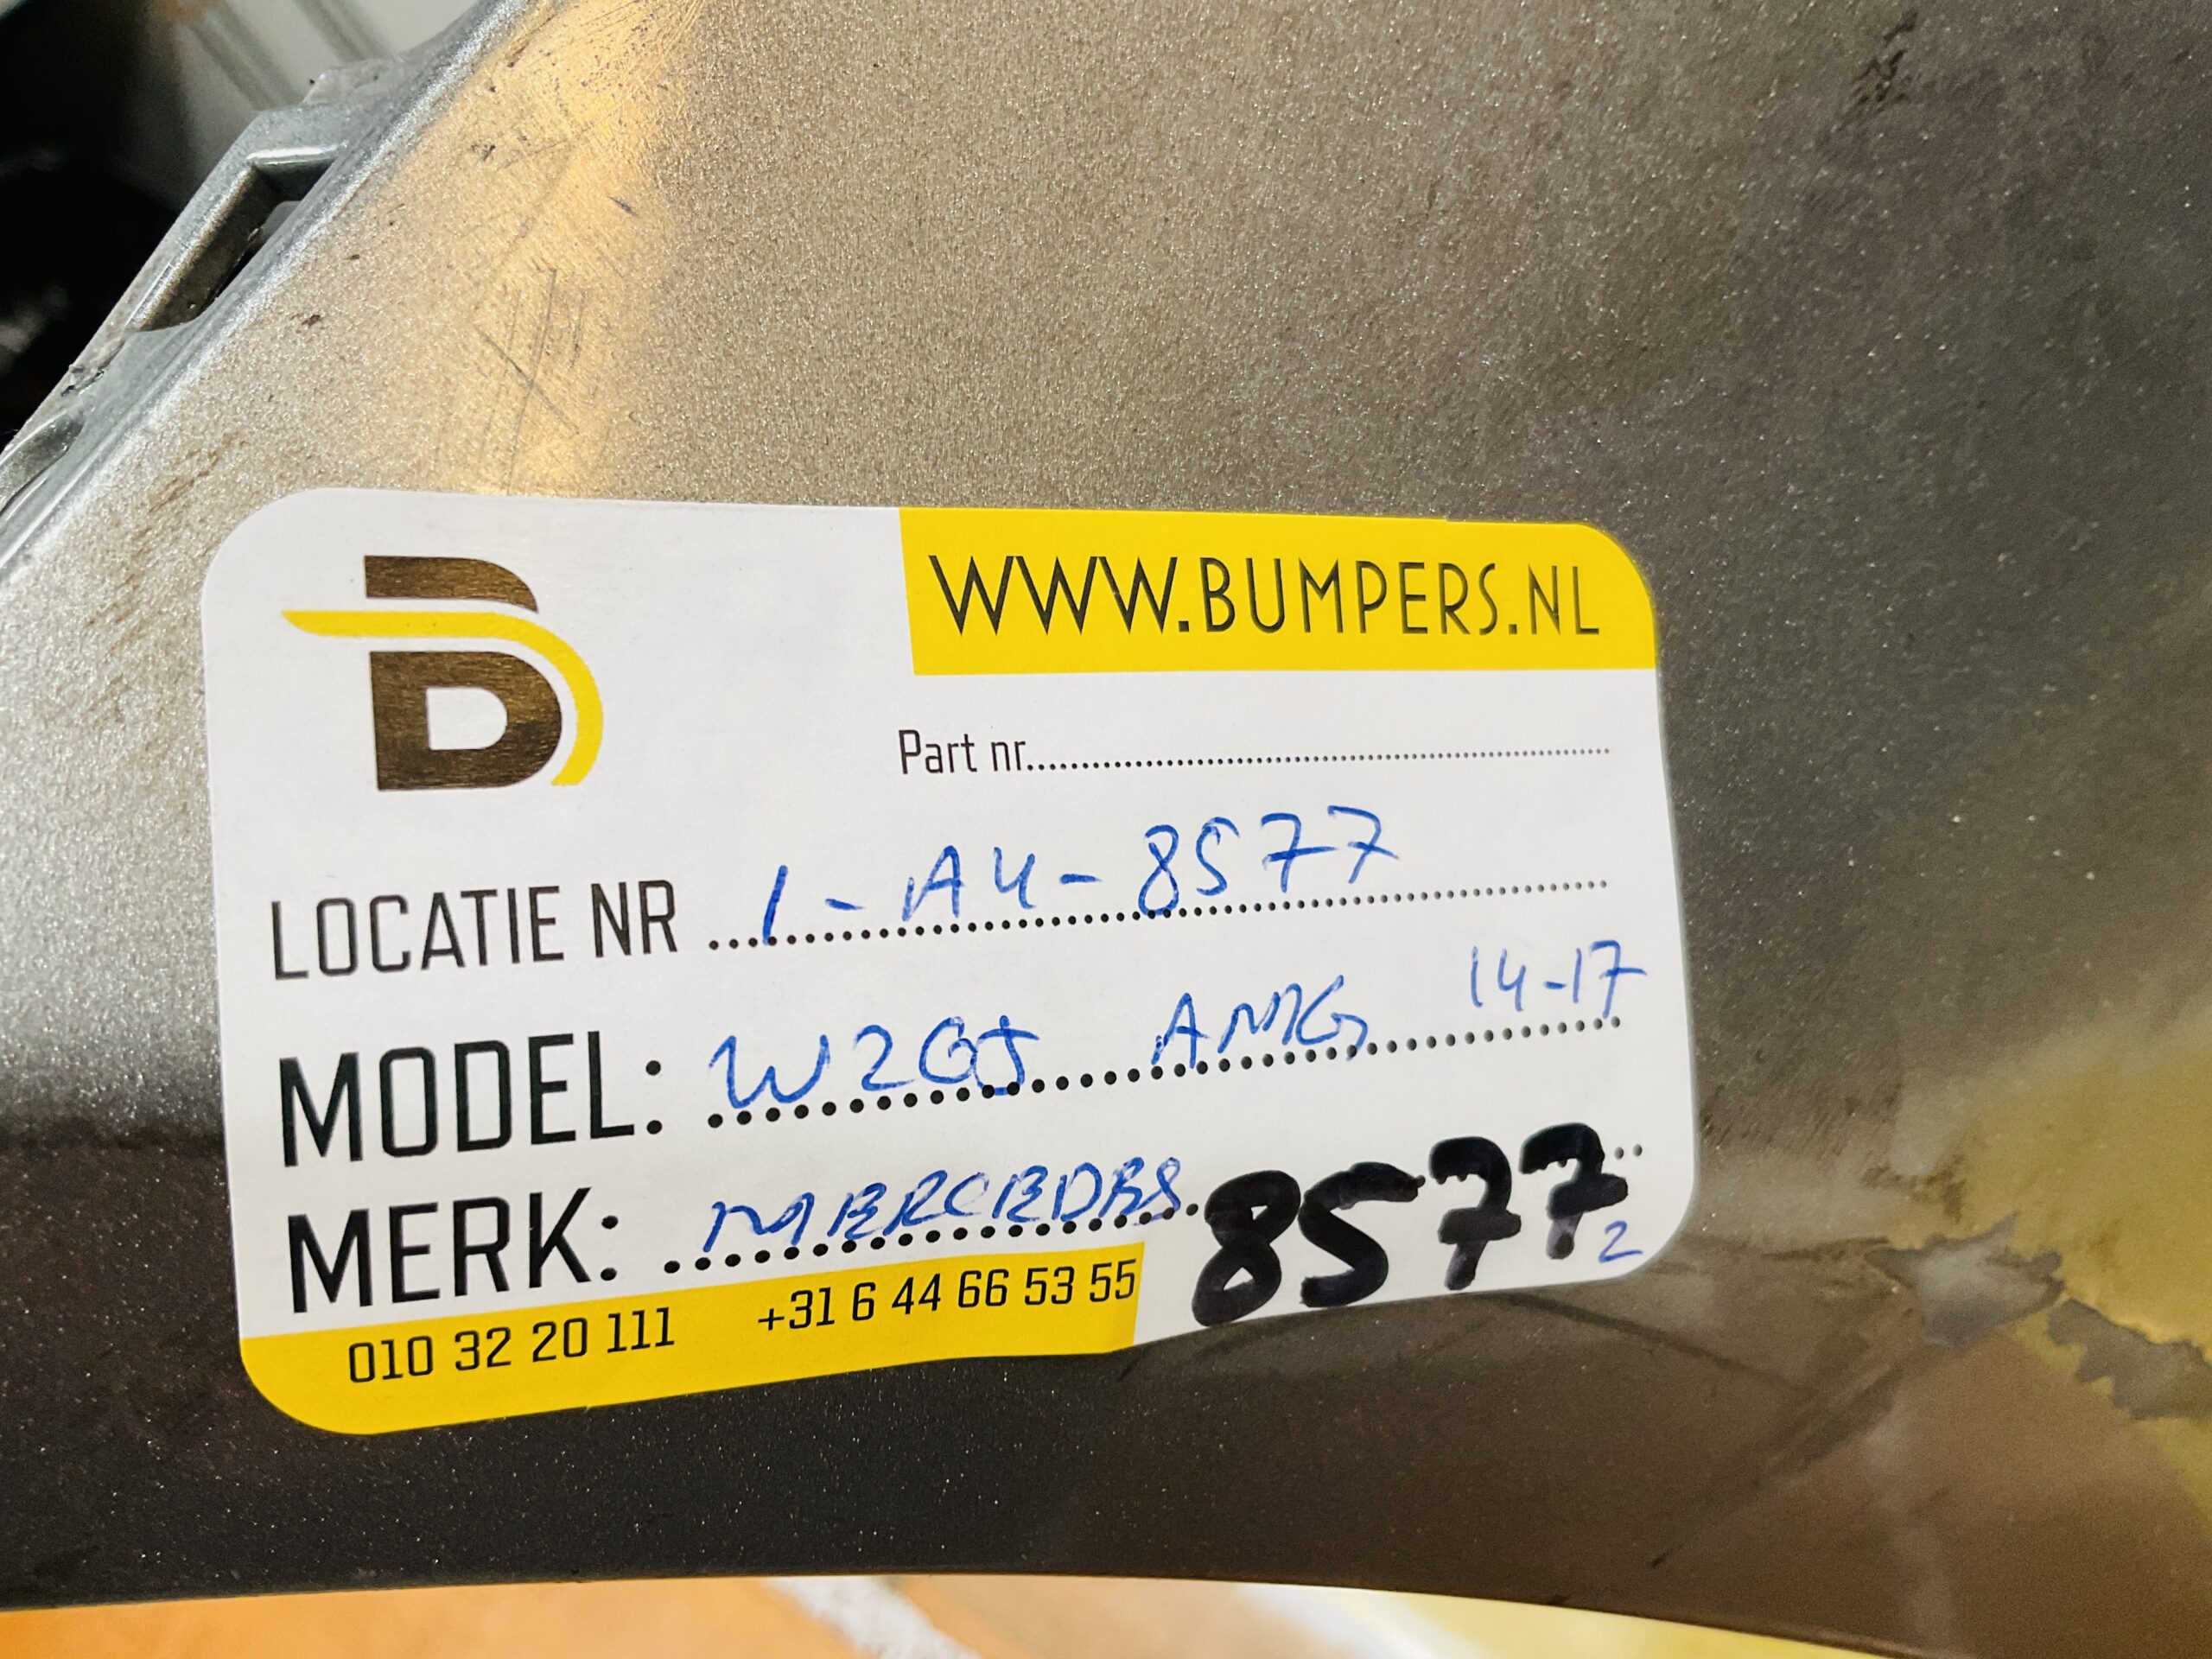 B
WWW.BUMPERS.NL
Part nr.
LOCATIE NR 1-A4-8577
MODEL: W205 AMG 14-17
MERK: MERCEDES 8577 2
010 32 20 111 +31 6 44 66 53 55